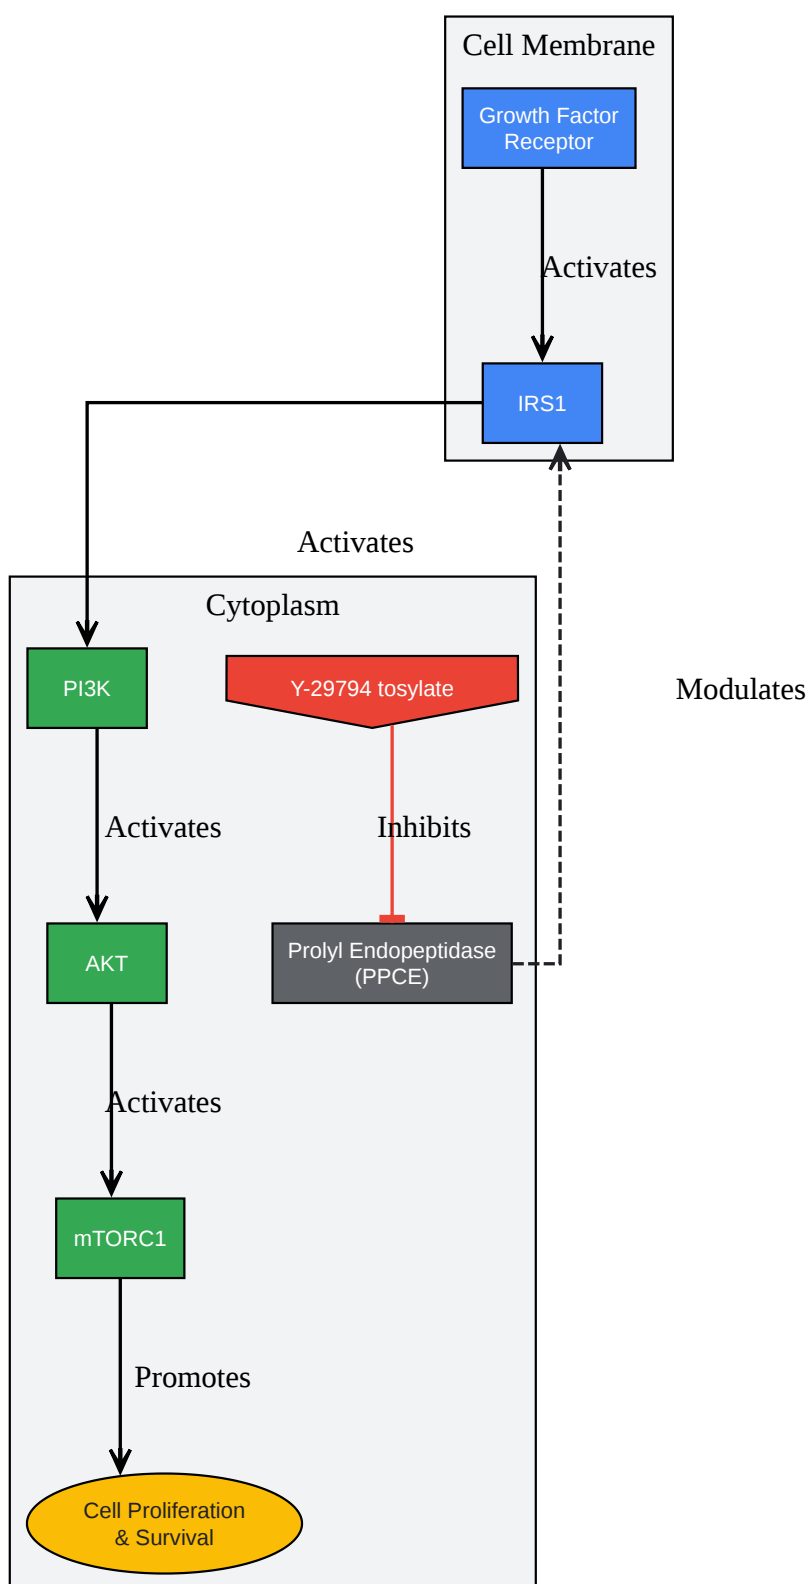 Cell Membrane
Growth Factor
Receptor
Activates
IRS1
Activates
Cytoplasm
PI3K
Y-29794 tosylate
Modulates
Activates
Inhibits
AKT
Prolyl Endopeptidase
(PPCE)
Activates
mTORC1
Promotes
Cell Proliferation
& Survival